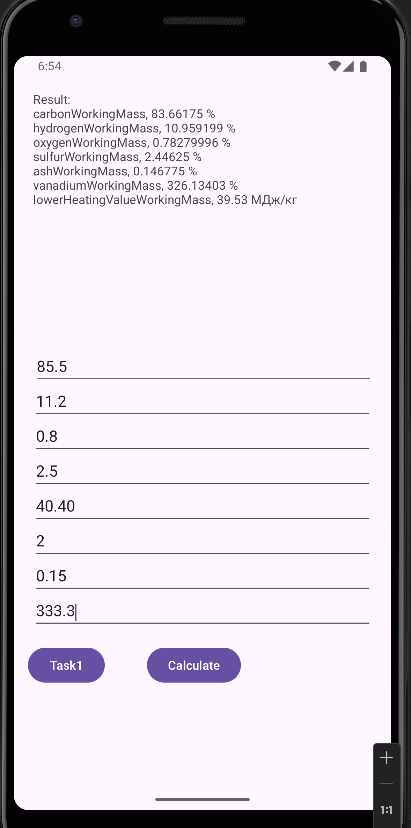 6:54
Result:
carbonWorkingMass, 83.66175 %
hydrogenWorkingMass, 10.959199 %
oxygenWorkingMass, 0.78279996 %
sulfurWorkingMass, 2.44625 %
ashWorkingMass, 0.146775 %
vanadiumWorkingMass, 326.13403 %
lowerHeatingValueWorkingMass, 39.53 МДж/кг
85.5
11.2
0.8
2.5
40.40
2
0.15
333.3
Task1
Calculate
1:1